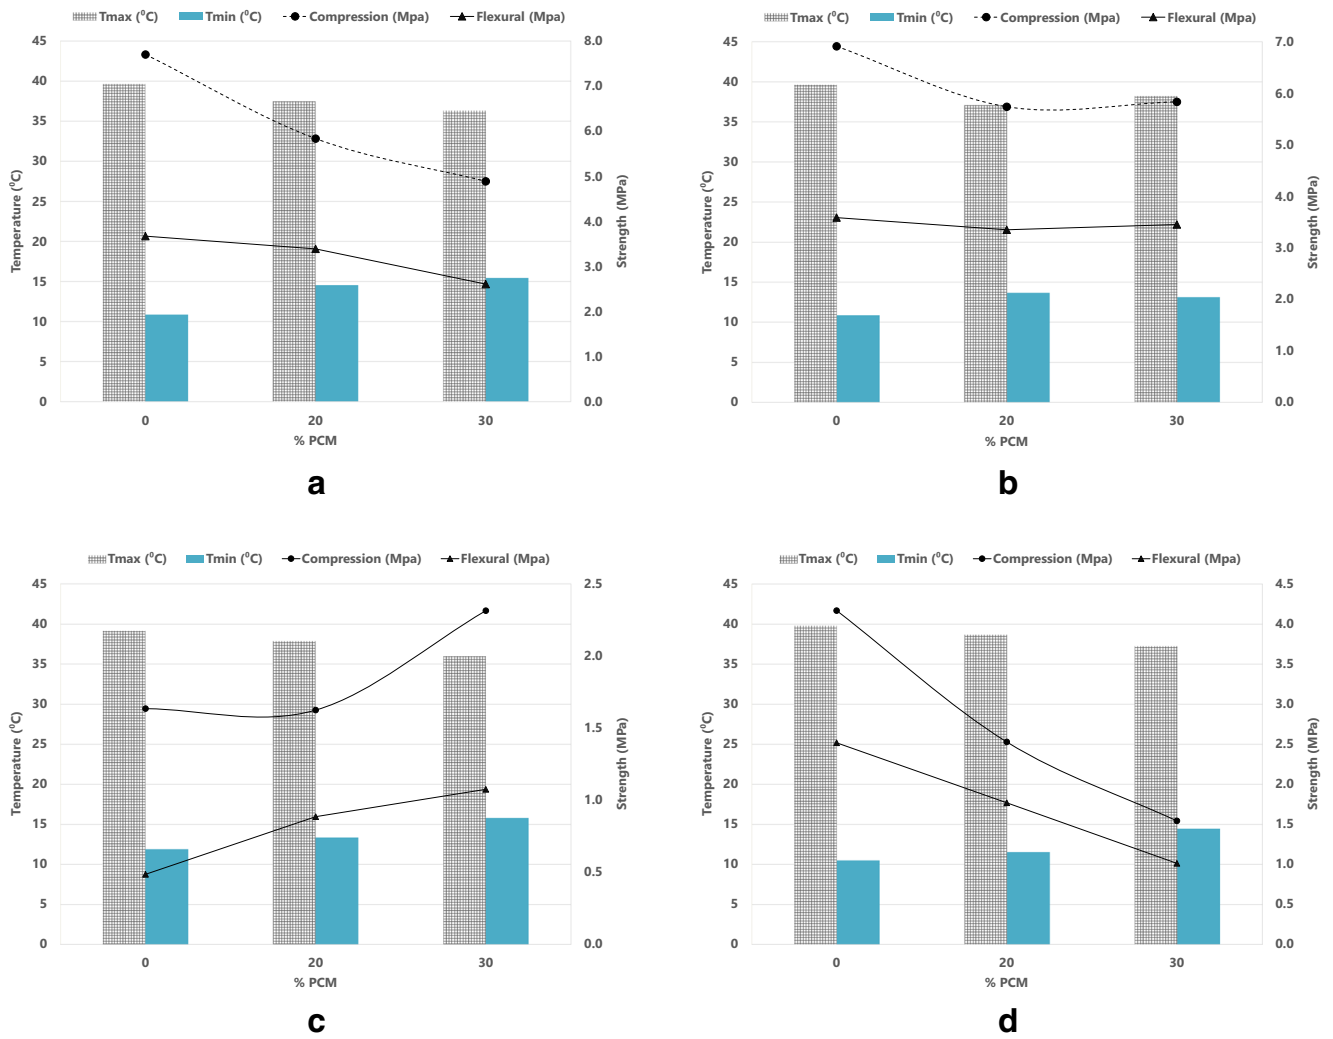 Tmax (⁰C) Tmin (⁰C) Compression (Mpa) Flexural (Mpa)
45 8.0
40 7.0
35 6.0
30 5.0
25 4.0
20 3.0
15 2.0
10 1.0
5 0.0
0
Temperature (⁰C)
Strength (MPa)
0 20 30
% PCM
a
Tmax (⁰C) Tmin (⁰C) Compression (Mpa) Flexural (Mpa)
45 7.0
40 6.0
35 5.0
30 4.0
25 3.0
20 2.0
15 1.0
10 0.0
5
0
Temperature (⁰C)
Strength (MPa)
0 20 30
% PCM
b
Tmax (⁰C) Tmin (⁰C) Compression (Mpa) Flexural (Mpa)
45 2.5
40 2.0
35 1.5
30 1.0
25 0.5
20 0.0
15
10
5
0
Temperature (⁰C)
Strength (MPa)
0 20 30
% PCM
c
Tmax (⁰C) Tmin (⁰C) Compression (Mpa) Flexural (Mpa)
45 4.5
40 4.0
35 3.5
30 3.0
25 2.5
20 2.0
15 1.5
10 1.0
5 0.5
0 0.0
Temperature (⁰C)
Strength (MPa)
0 20 30
% PCM
d